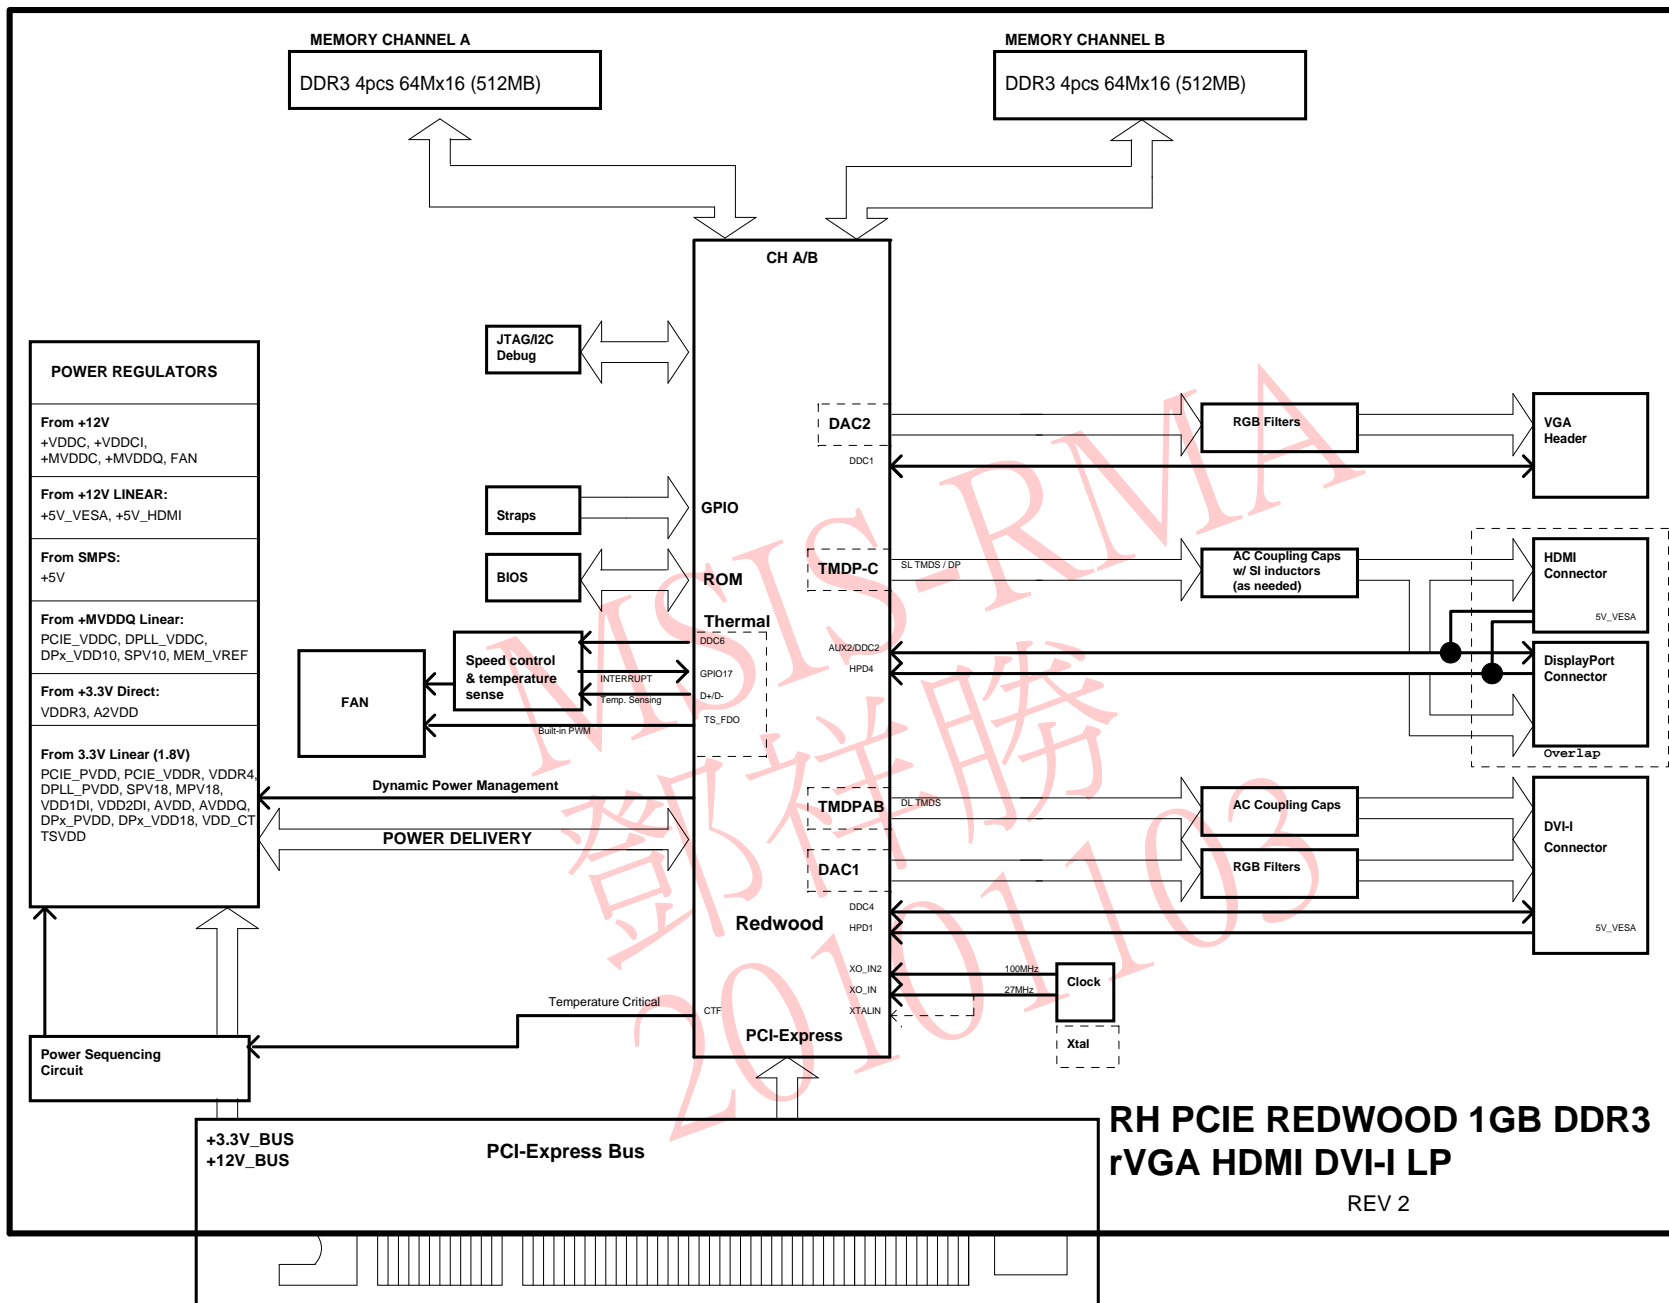 MEMORY CHANNEL A
DDR3 4pcs 64Mx16 (512MB)
MEMORY CHANNEL B
DDR3 4pcs 64Mx16 (512MB)
CH A/B
JTAG/I2C
Debug
POWER REGULATORS
From +12V
+VDDC, +VDDCI,
+MVDDC, +MVDDQ, FAN
From +12V LINEAR:
+5V_VESA, +5V_HDMI
From SMPS:
+5V
From +MVDDQ Linear:
PCIE_VDDC, DPLL_VDDC,
DPx_VDD10, SPV10, MEM_VREF
From +3.3V Direct:
VDDR3, A2VDD
From 3.3V Linear (1.8V)
PCIE_PVDD, PCIE_VDDR, VDDR4,
DPLL_PVDD, SPV18, MPV18,
VDD1DI, VDD2DI, AVDD, AVDDQ,
DPx_PVDD, DPx_VDD18, VDD_CT,
TSVDD
DAC2
DDC1
RGB Filters
VGA
Header
Straps
GPIO
BIOS
ROM
TMDP-C
SL TMDS / DP
AC Coupling Caps
w/ SI inductors
(as needed)
HDMI
Connector
5V_VESA
Thermal
DDC6
GPIO17
INTERRUPT
D+/D-
Temp. Sensing
TS_FDO
Built-in PWM
Speed control
& temperature
sense
FAN
AUX2/DDC2
HPD4
DisplayPort
Connector
Overlap
Dynamic Power Management
POWER DELIVERY
TMDPAB
DL TMDS
AC Coupling Caps
DAC1
RGB Filters
DVI-I
Connector
5V_VESA
DDC4
HPD1
Redwood
XO_IN2
100MHz
XO_IN
27MHz
XTALIN
Clock
Xtal
CTF
Temperature Critical
PCI-Express
Power Sequencing
Circuit
+3.3V_BUS
+12V_BUS
PCI-Express Bus
RH PCIE REDWOOD 1GB DDR3
rVGA HDMI DVI-I LP
REV 2
MSIS-RMA
鄧祥勝
20101103